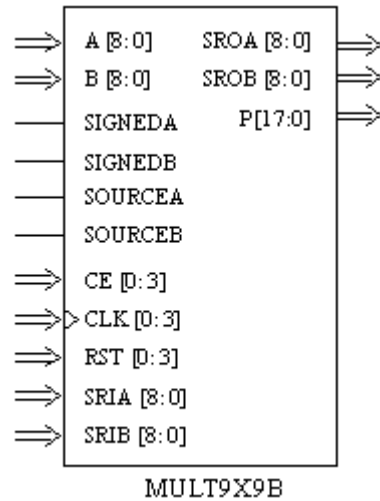 A [8:0] SROA [8:0]
B [8:0] SROB [8:0]
SIGNEDA P[17:0]
SIGNEDB
SOURCEA
SOURCEB
CE [0:3]
CLK [0:3]
RST [0:3]
SRIA [8:0]
SRIB [8:0]
MULT9X9B